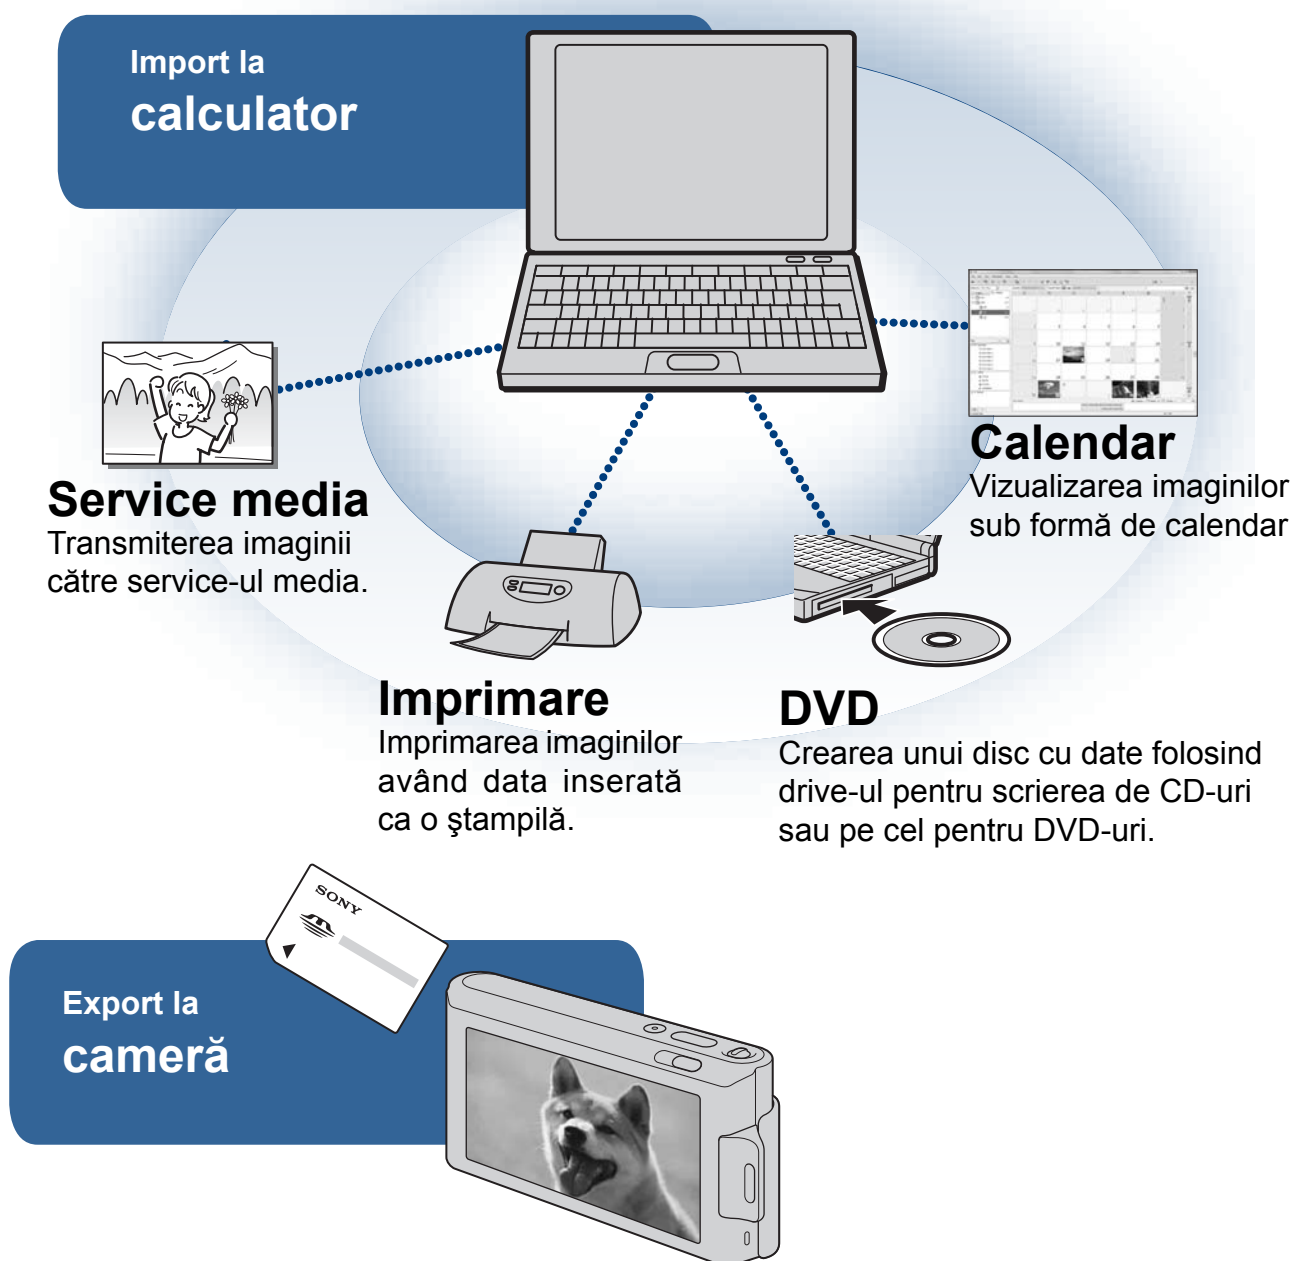 Import la
calculator
Service media
Transmiterea imaginii
către service-ul media.
Calendar
Vizualizarea imaginilor
sub formă de calendar
Imprimare
Imprimarea imaginilor
având data inserată
ca o ştampilă.
DVD
Crearea unui disc cu date folosind
drive-ul pentru scrierea de CD-uri
sau pe cel pentru DVD-uri.
SONY
Export la
cameră